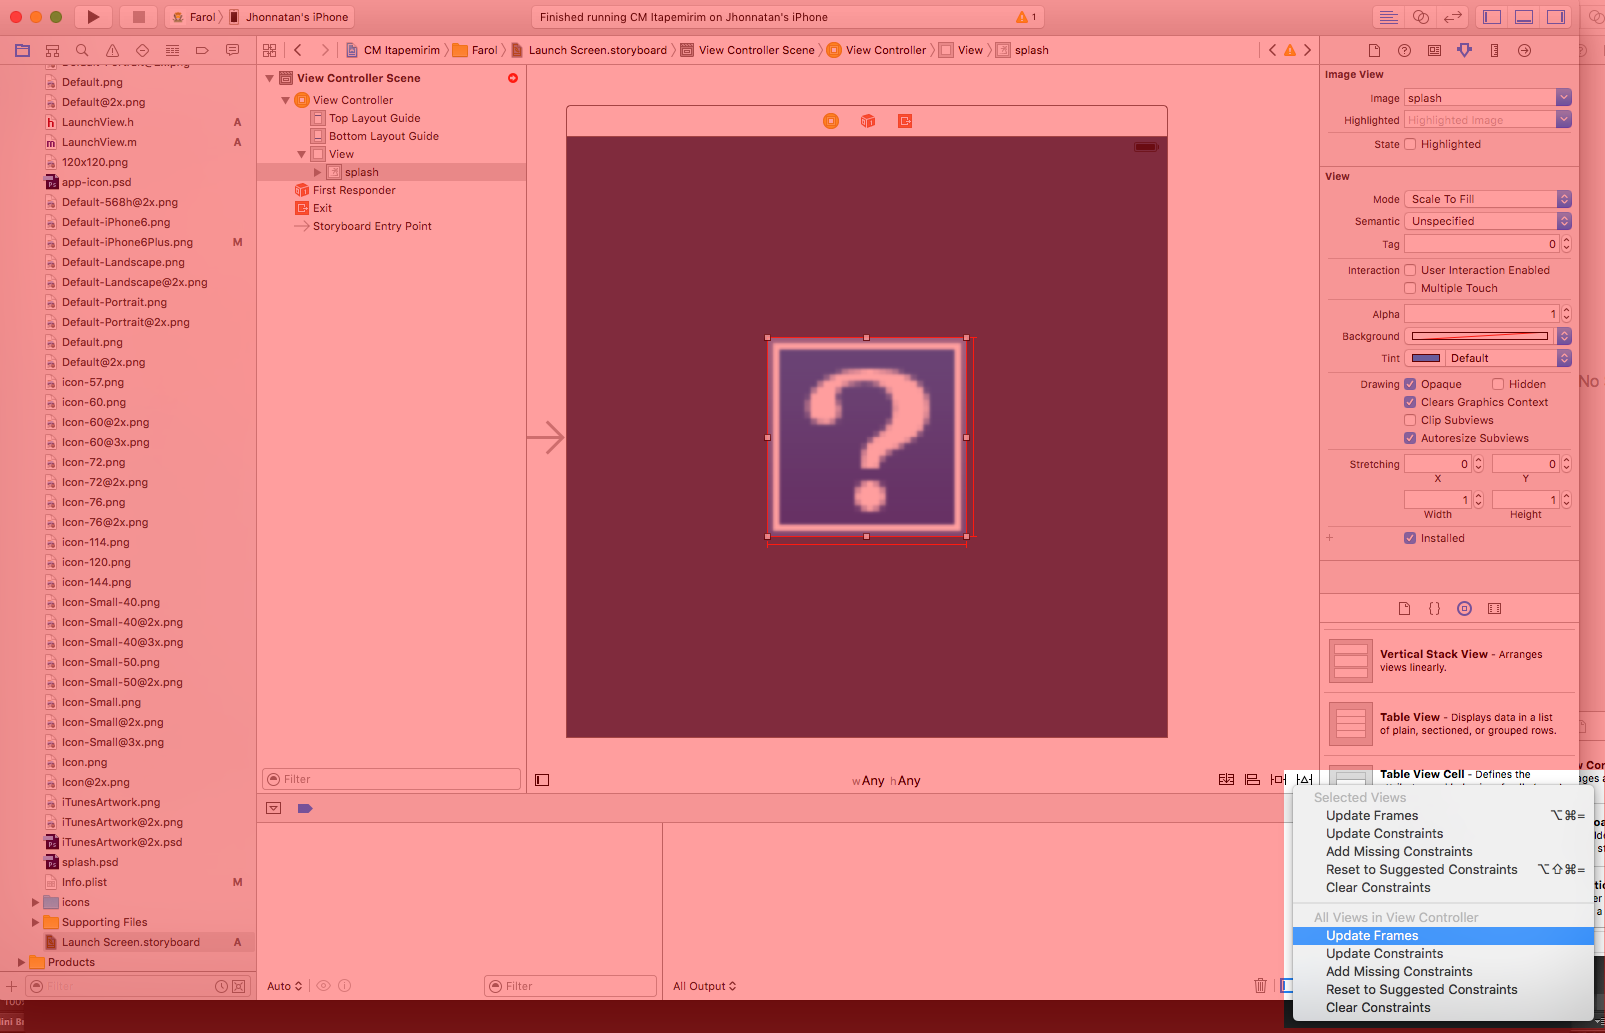 Farol
Jhonnatan's iPhone
Finished running CM Itapemirim on Jhonnatan's iPhone
1
CM Itapemirim
Farol
Launch Screen.storyboard
View Controller Scene
View Controller
View
splash
Default.png
Default@2x.png
LaunchView.h A
LaunchView.m A
120x120.png
app-icon.psd
Default-568h@2x.png
Default-iPhone6.png
Default-iPhone6Plus.png M
Default-Landscape.png
Default-Landscape@2x.png
Default-Portrait.png
Default-Portrait@2x.png
Default.png
Default@2x.png
icon-57.png
icon-60.png
Icon-60@2x.png
Icon-60@3x.png
Icon-72.png
Icon-72@2x.png
Icon-76.png
Icon-76@2x.png
icon-114.png
icon-120.png
icon-144.png
Icon-Small-40.png
Icon-Small-40@2x.png
Icon-Small-40@3x.png
Icon-Small-50.png
Icon-Small-50@2x.png
Icon-Small.png
Icon-Small@2x.png
Icon-Small@3x.png
Icon.png
Icon@2x.png
iTunesArtwork.png
iTunesArtwork@2x.png
iTunesArtwork@2x.psd
splash.psd
Info.plist M
icons
Supporting Files
Launch Screen.storyboard A
Products
Filter
View Controller Scene
View Controller
Top Layout Guide
Bottom Layout Guide
View
splash
First Responder
Exit
Storyboard Entry Point
Filter
?
wAny hAny
Auto
Filter
All Output
Image View
Image splash
Highlighted Highlighted Image
State Highlighted
View
Mode Scale To Fill
Semantic Unspecified
Tag 0
Interaction User Interaction Enabled
Multiple Touch
Alpha 1
Background
Tint Default
Drawing Opaque Hidden
Clears Graphics Context
Clip Subviews
Autoresize Subviews
Stretching 0 0
X Y
1 1
Width Height
+ Installed
No
Vertical Stack View - Arranges
views linearly.
Table View - Displays data in a list
of plain, sectioned, or grouped rows.
Table View Cell - Defines the
Selected Views
Update Frames ⌥⌘=
Update Constraints
Add Missing Constraints
Reset to Suggested Constraints ⌥⇧⌘=
Clear Constraints
All Views in View Controller
Update Frames
Update Constraints
Add Missing Constraints
Reset to Suggested Constraints
Clear Constraints